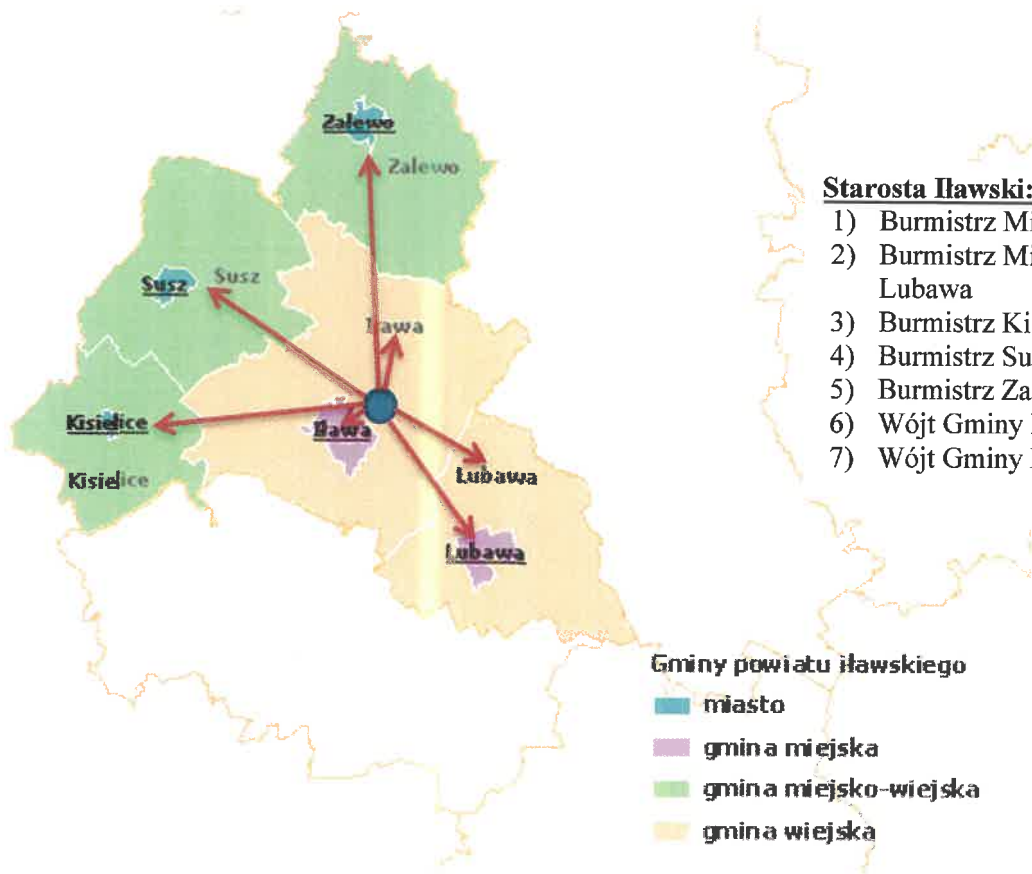 Zalewo
Zalewo
Susz
Susz
Iława
Kisielice
Iława
Kisielice
Lubawa
Lubawa
Starosta Iławski:
1) Burmistrz Mi
2) Burmistrz Mi
Lubawa
3) Burmistrz Ki
4) Burmistrz Su
5) Burmistrz Za
6) Wójt Gminy
7) Wójt Gminy
Gminy powiatu iławskiego
miasto
gmina miejska
gmina miejsko-wiejska
gmina wiejska